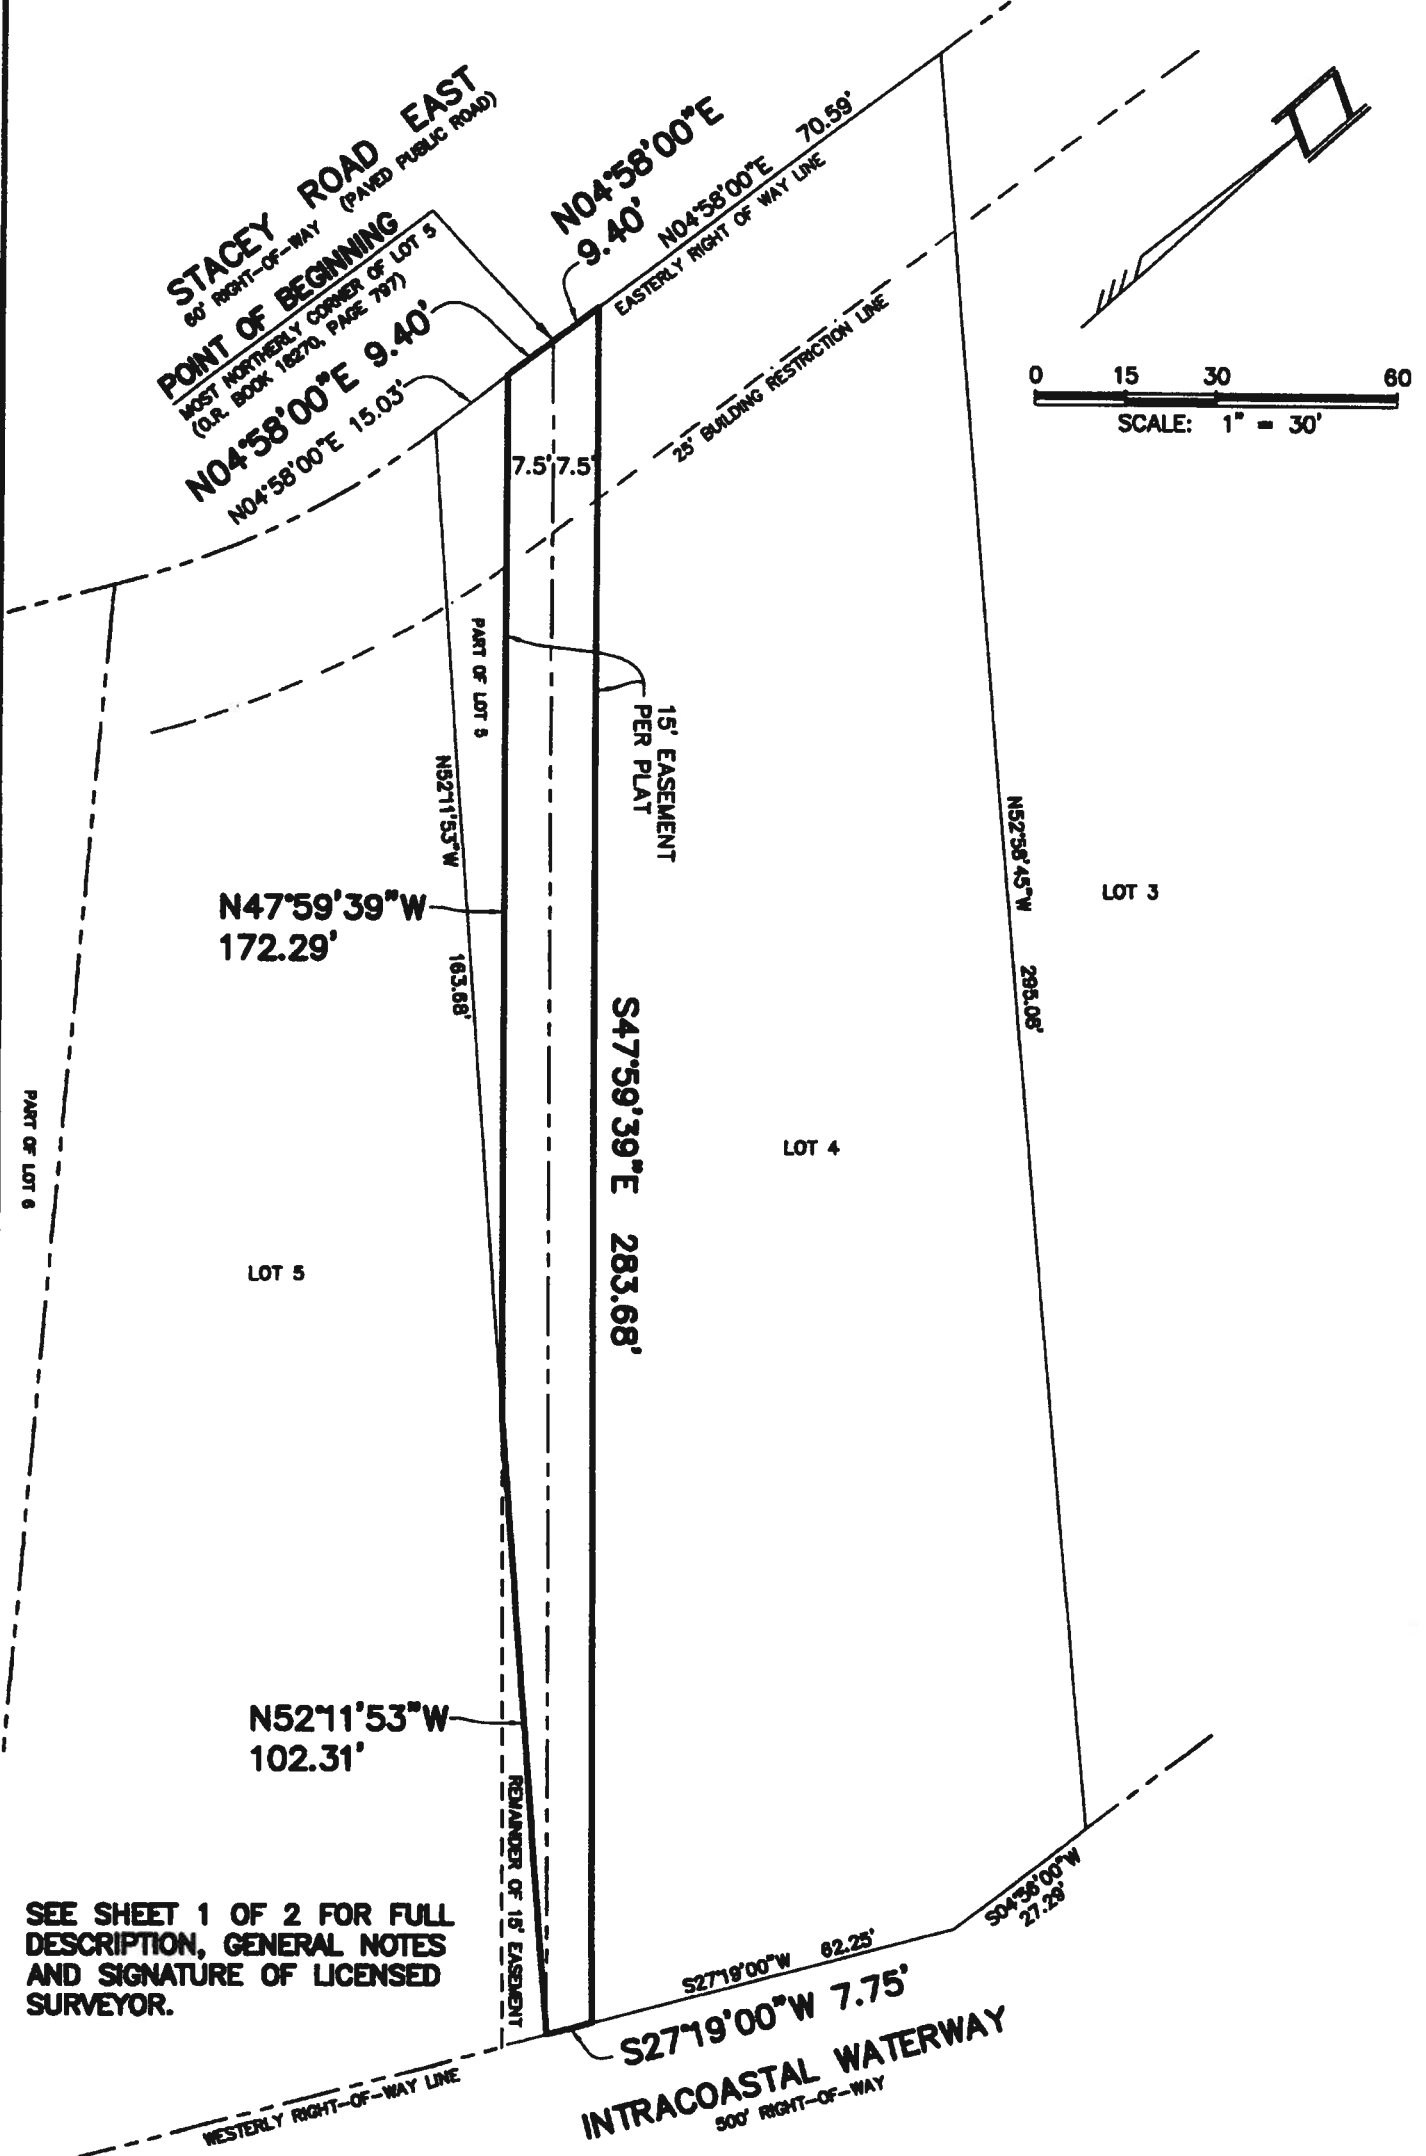 STACEY ROAD EAST
60' RIGHT-OF-WAY (PAVED PUBLIC ROAD)
POINT OF BEGINNING
MOST NORTHERLY CORNER OF LOT 5
(O.R. BOOK 18270, PAGE 797)
N04°58'00"E 9.40'
N04°58'00"E 15.03'
N04°58'00"E
9.40'
N04°58'00"E 70.59'
EASTERLY RIGHT OF WAY LINE
25' BUILDING RESTRICTION LINE
0 15 30 60
SCALE: 1" = 30'
7.5' 7.5'
PART OF LOT 5
15' EASEMENT
PER PLAT
N52°11'53"W 163.68'
N47°59'39"W
172.29'
S47°59'39"E 283.68'
N52°58'45"W 295.08'
LOT 3
LOT 4
PART OF LOT 6
LOT 5
N52°11'53"W
102.31'
REMAINDER OF 15' EASEMENT
SEE SHEET 1 OF 2 FOR FULL
DESCRIPTION, GENERAL NOTES
AND SIGNATURE OF LICENSED
SURVEYOR.
S04°58'00"W
27.29'
S27°19'00"W 62.25'
S27°19'00"W 7.75'
INTRACOASTAL WATERWAY
500' RIGHT-OF-WAY
WESTERLY RIGHT-OF-WAY LINE